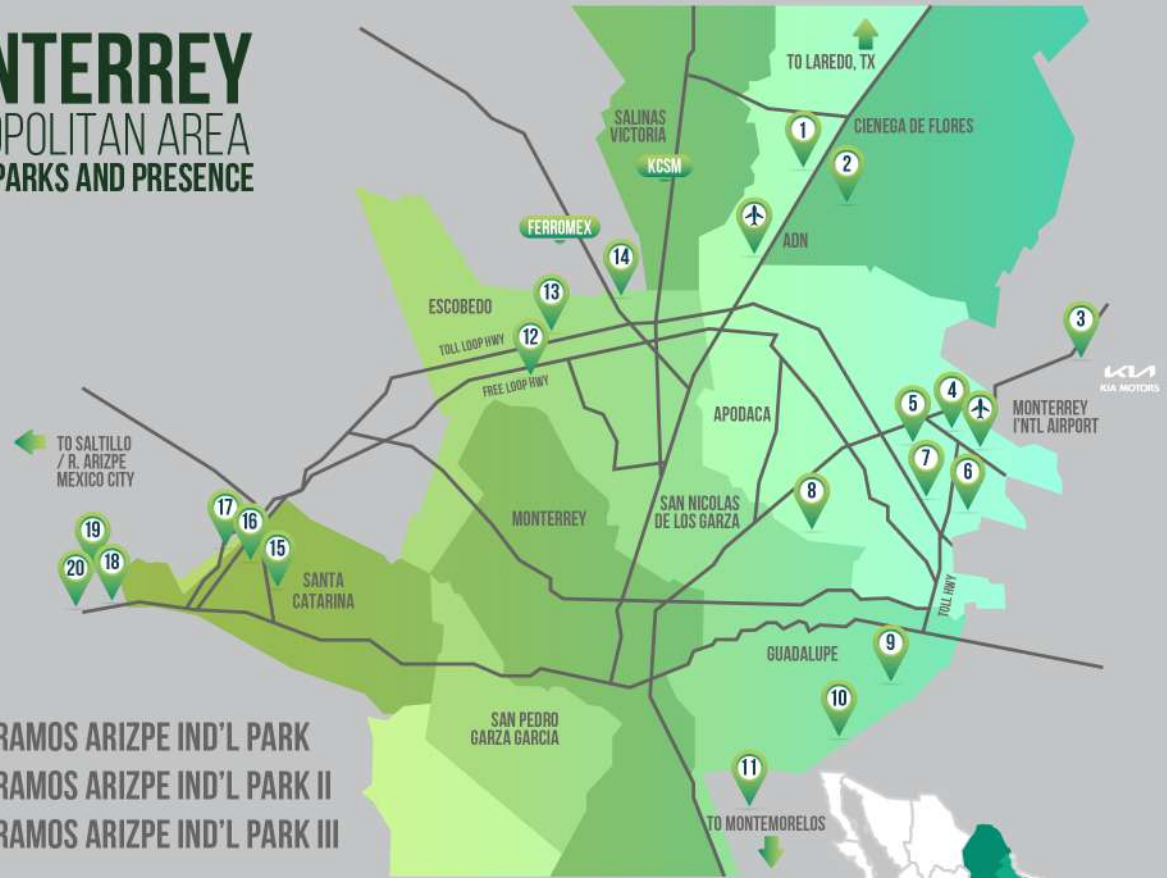 NTERREY
OPOLITAN AREA
PARKS AND PRESENCE
TO LAREDO, TX
SALINAS
VICTORIA
KCSM
1
CIENEGA DE FLORES
2
FERROMEX
ADN
14
13
ESCOBEDO
12
TOLL LOOP HWY
FREE LOOP HWY
3
KIA
KIA MOTORS
4
5
APODACA
MONTERREY
I'NTL AIRPORT
TO SALTILLO
/ R. ARIZPE
MEXICO CITY
7
6
8
SAN NICOLAS
DE LOS GARZA
MONTERREY
17
16
15
19
20
18
SANTA
CATARINA
TOLL HWY
GUADALUPE
9
10
SAN PEDRO
GARZA GARCIA
11
TO MONTEMORELOS
RAMOS ARIZPE IND'L PARK
RAMOS ARIZPE IND'L PARK II
RAMOS ARIZPE IND'L PARK III